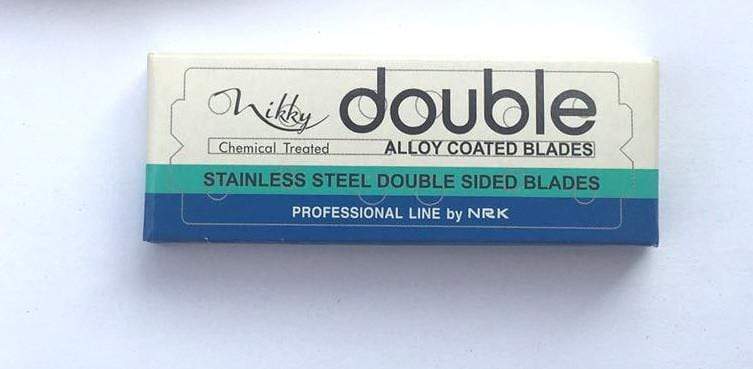 Nikky double
Chemical Treated ALLOY COATED BLADES
STAINLESS STEEL DOUBLE SIDED BLADES
PROFESSIONAL LINE by NRK